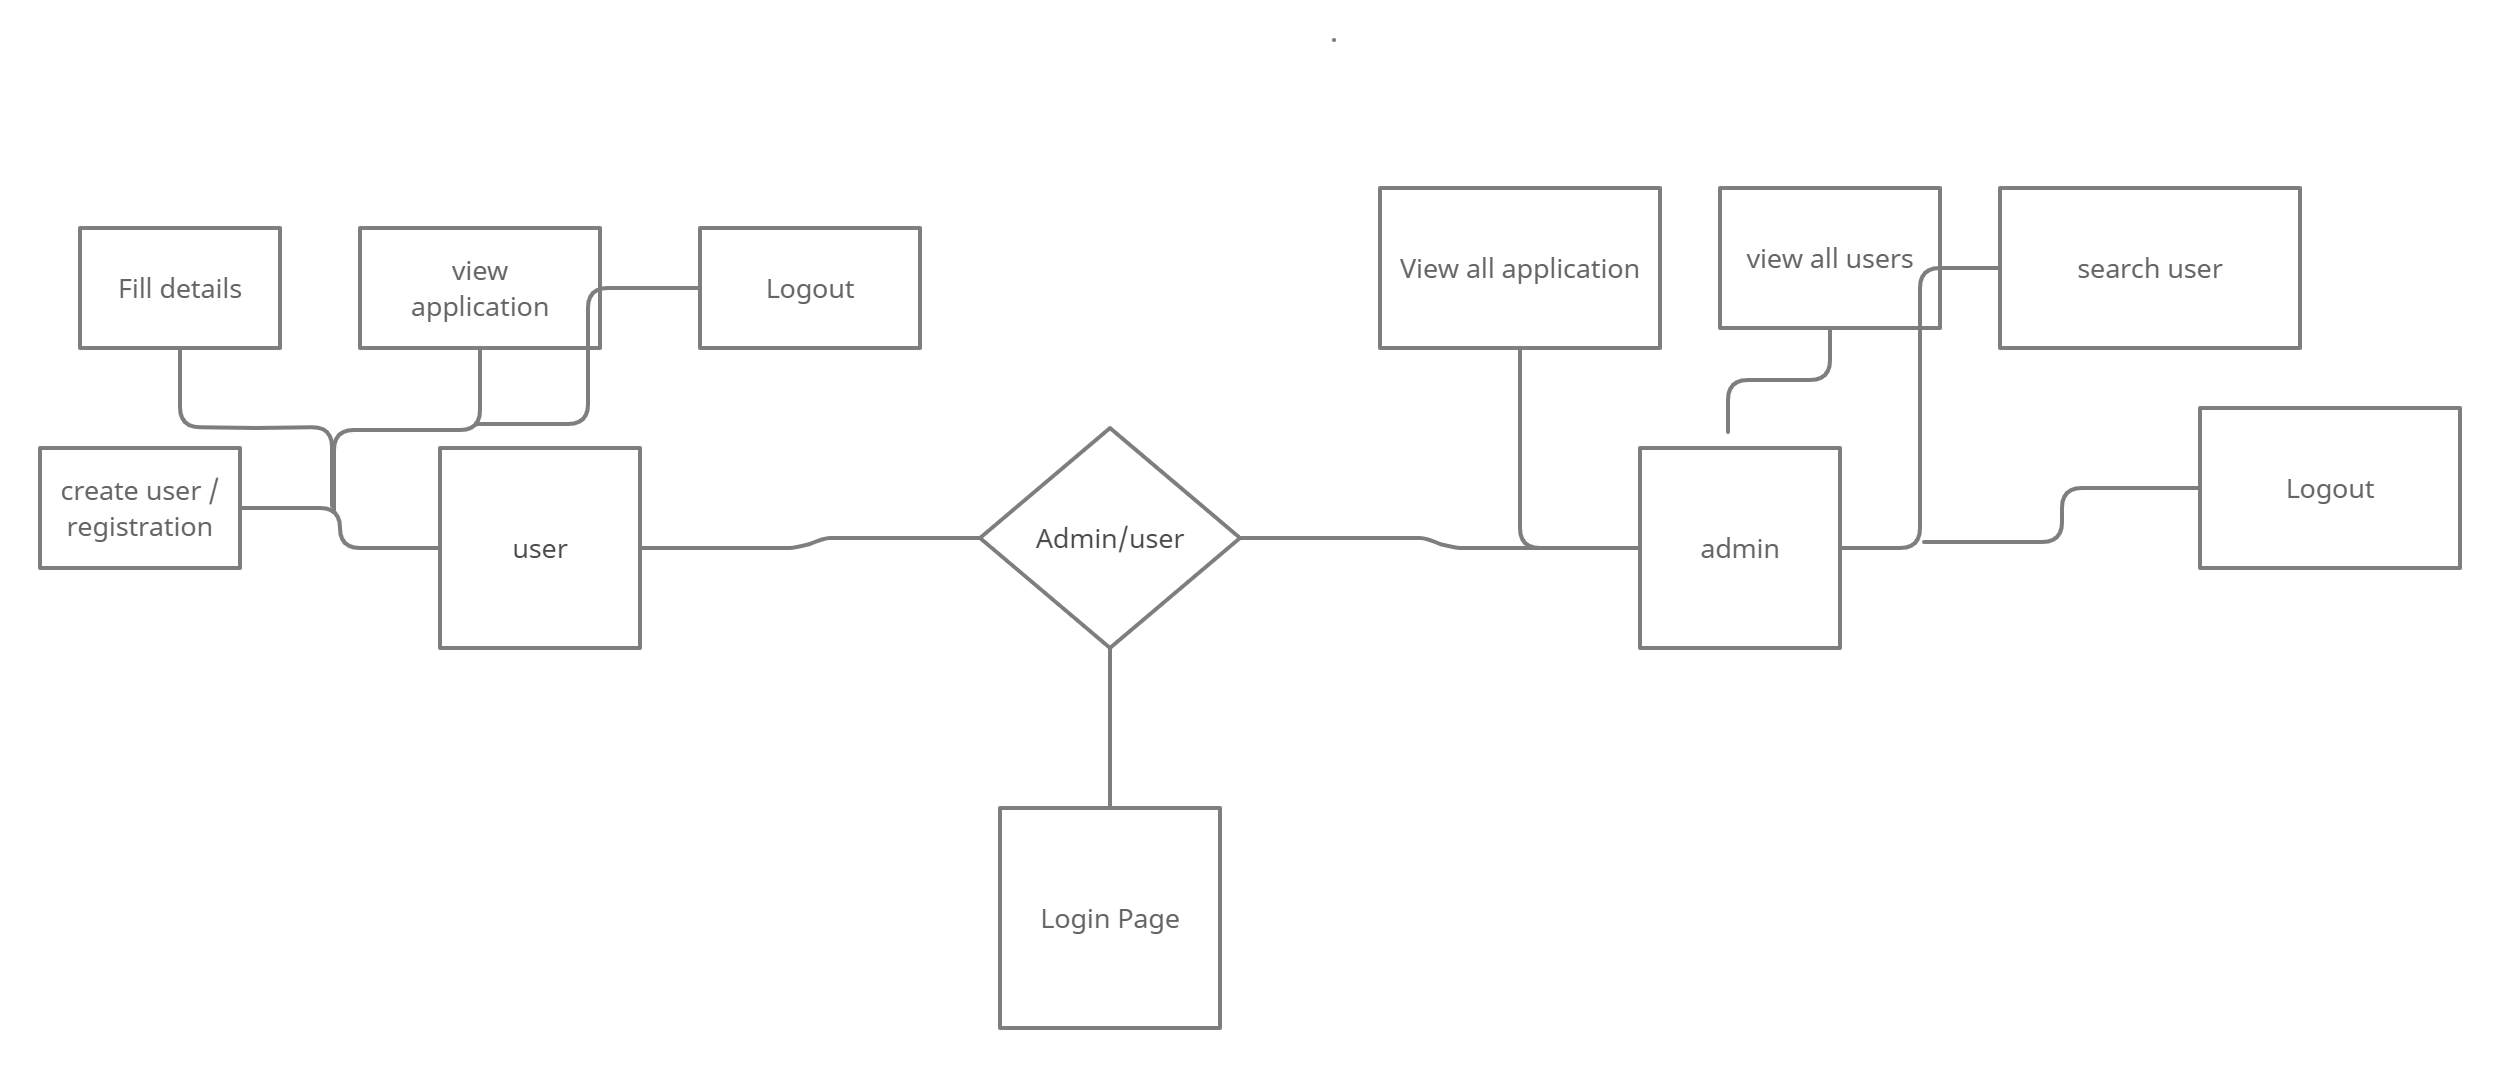 Fill details
view
application
Logout
View all application
view all users
search user
create user /
registration
user
Admin/user
admin
Logout
Login Page